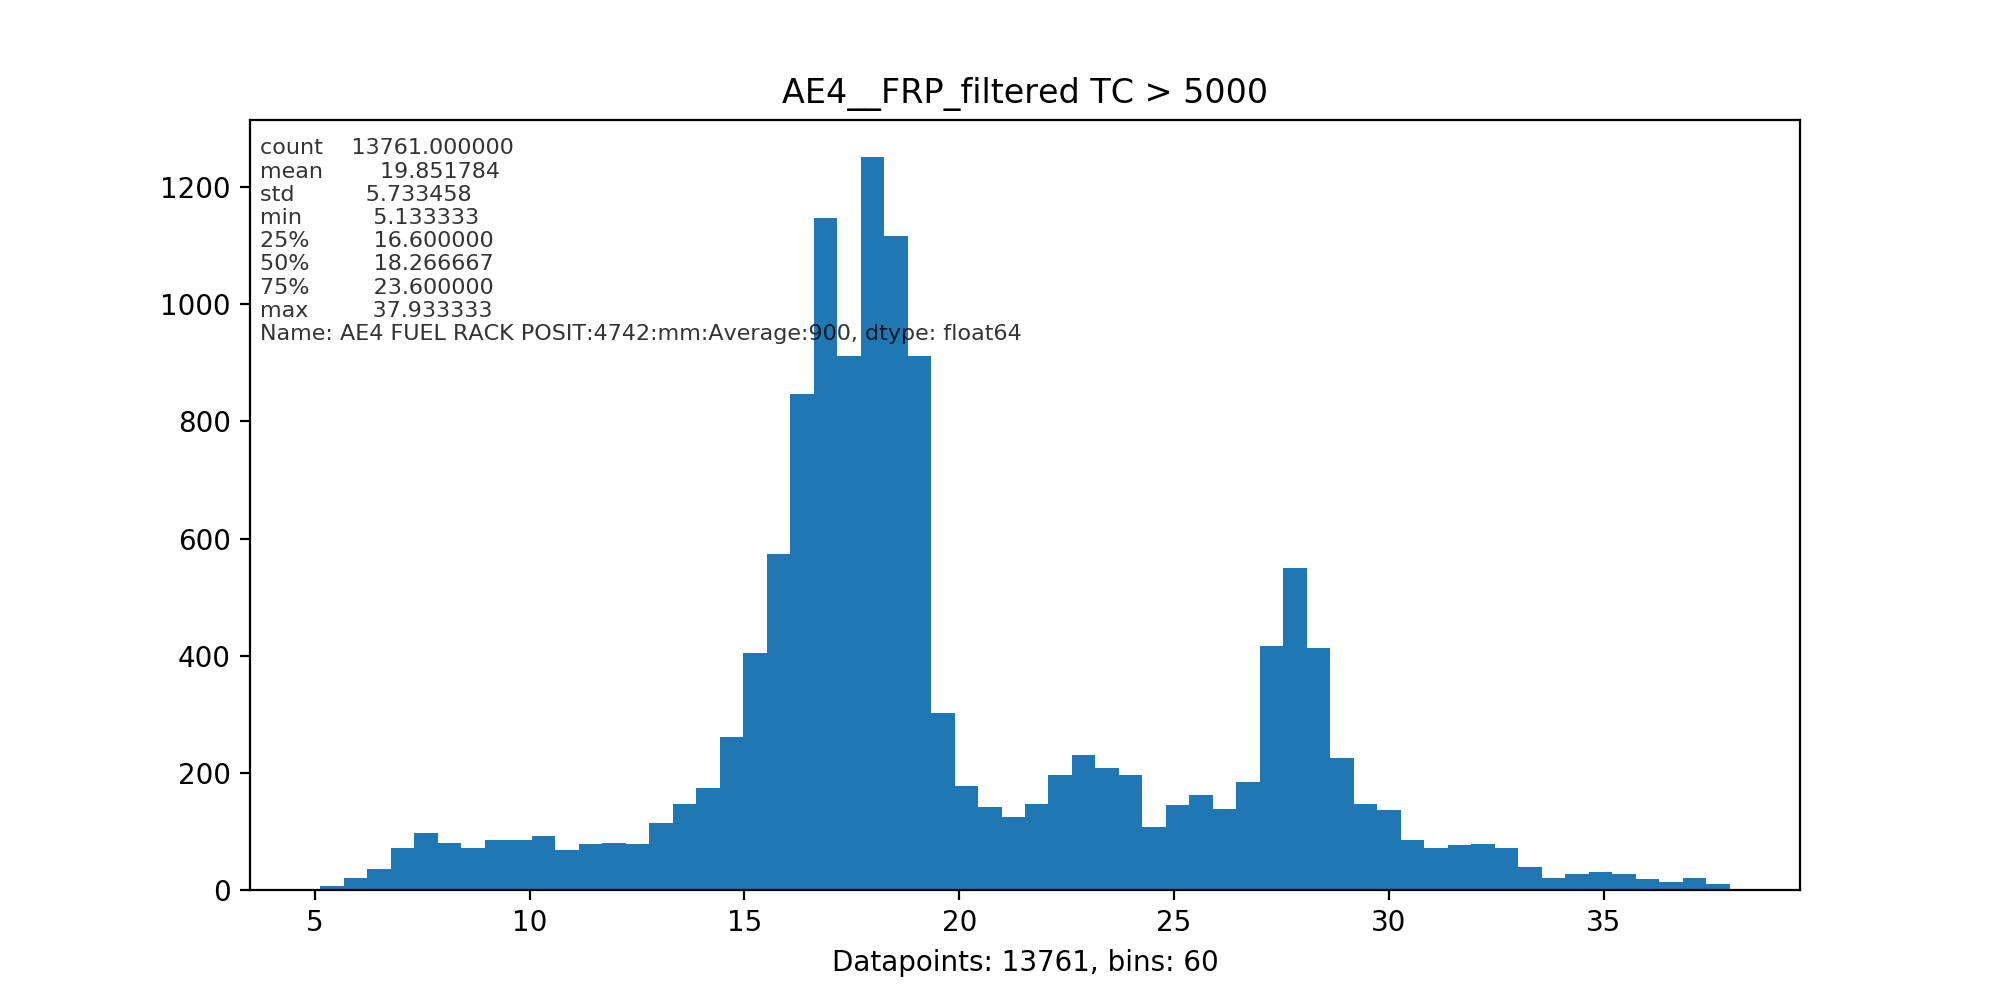 AE4__FRP_filtered TC > 5000
count 13761.000000
mean 19.851784
std 5.733458
min 5.133333
25% 16.600000
50% 18.266667
75% 23.600000
max 37.933333
Name: AE4 FUEL RACK POSIT:4742:mm:Average:900, dtype: float64
1200
1000
800
600
400
200
0
5 10 15 20 25 30 35
Datapoints: 13761, bins: 60